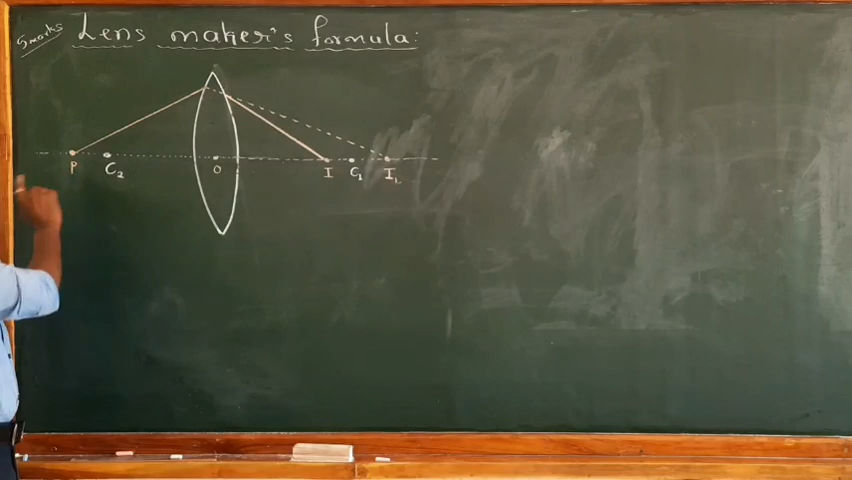 5 marks
Lens maker's formula:
P C₂ O I C₁ I₁